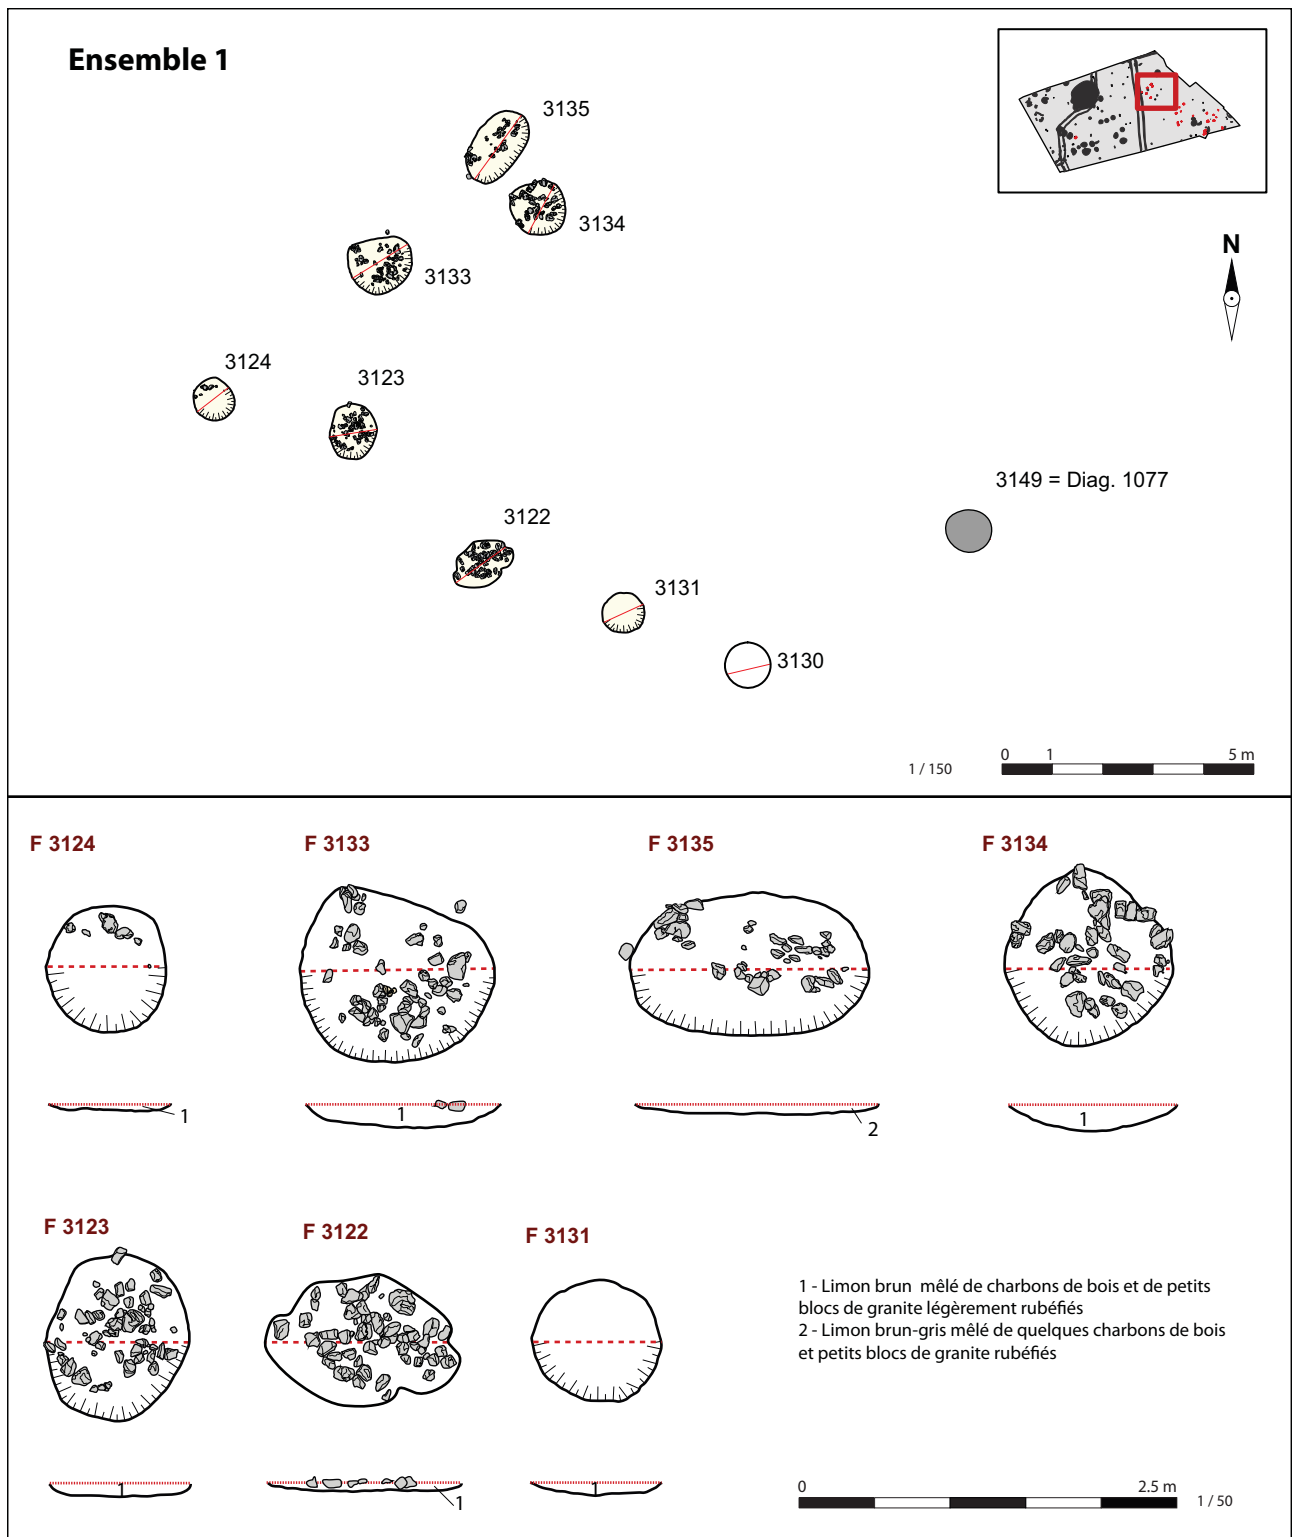 Ensemble 1
3135
3134
3133
3124
3123
N
3149 = Diag. 1077
3122
3131
3130
1 / 150
0 1 5 m
F 3124
F 3133
F 3135
F 3134
1
1
2
1
F 3123
F 3122
F 3131
1 - Limon brun mêlé de charbons de bois et de petits
blocs de granite légèrement rubéfiés
2 - Limon brun-gris mêlé de quelques charbons de bois
et petits blocs de granite rubéfiés
1
1
1
0 2.5 m
1 / 50